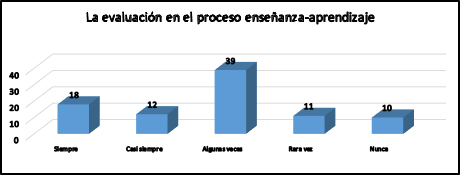 La evaluación en el proceso enseñanza-aprendizaje
40
30
20
10
0
18
12
39
11
10
Siempre
Casi siempre
Algunas veces
Rara vez
Nunca